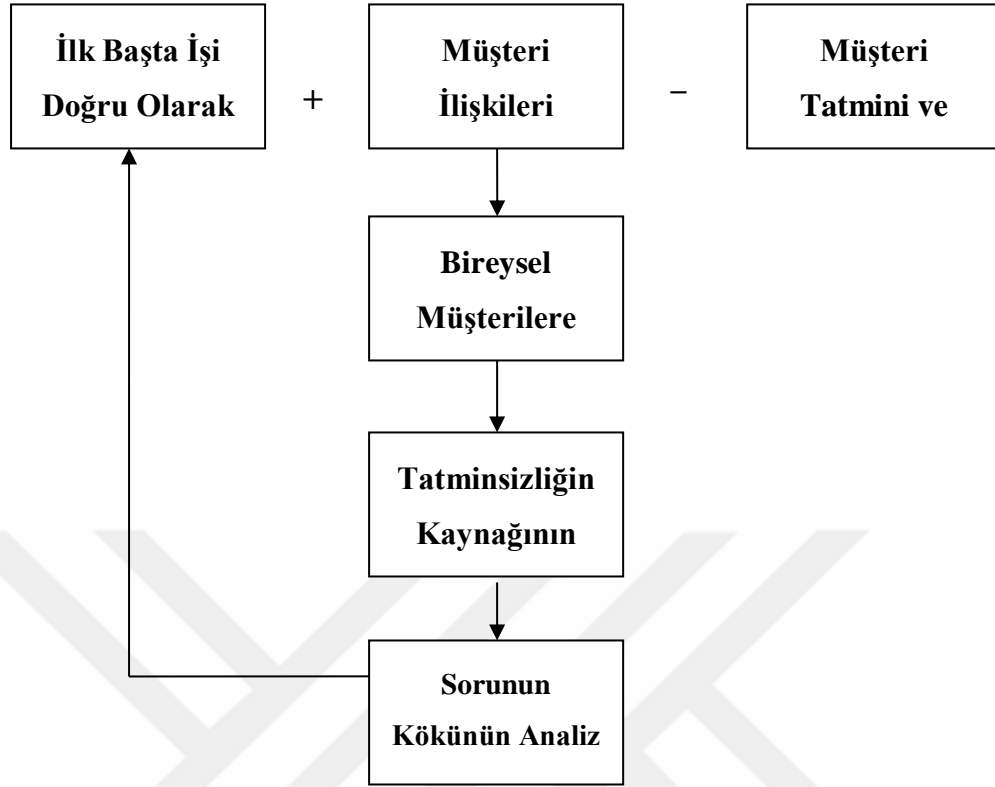 İlk Başta İşi
Doğru Olarak
+
Müşteri
İlişkileri
–
Müşteri
Tatmini ve
Bireysel
Müşterilere
Tatminsizliğin
Kaynağının
Sorunun
Kökünün Analiz